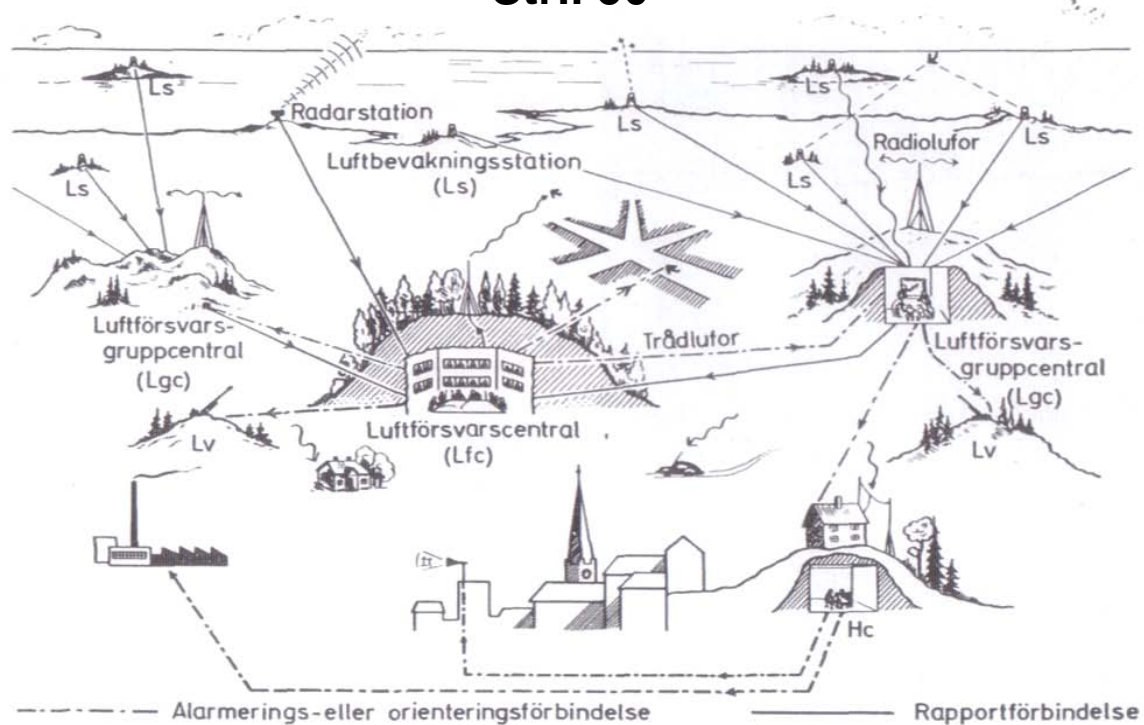 Ls
Ls
Radarstation
Ls
Ls
Radiolufor
Luftbevakningsstation
(Ls)
Ls
Ls
Luftförsvars-
gruppcentral
(Lgc)
Trådlufor
Luftförsvars-
gruppcentral
(Lgc)
Luftförsvarscentral
(Lfc)
Lv
Lv
Hc
Alarmerings-eller orienteringsförbindelse
Rapportförbindelse